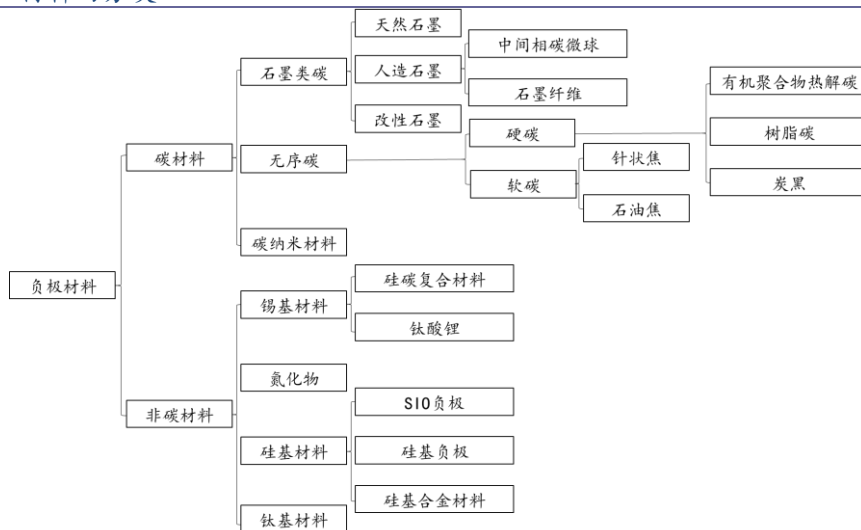 天然石墨
中间相碳微球
石墨类碳
人造石墨
有机聚合物热解碳
石墨纤维
改性石墨
硬碳
树脂碳
碳材料
无序碳
针状焦
软碳
炭黑
石油焦
碳纳米材料
负极材料
硅碳复合材料
锡基材料
钛酸锂
氮化物
SIO负极
非碳材料
硅基材料
硅基负极
硅基合金材料
钛基材料